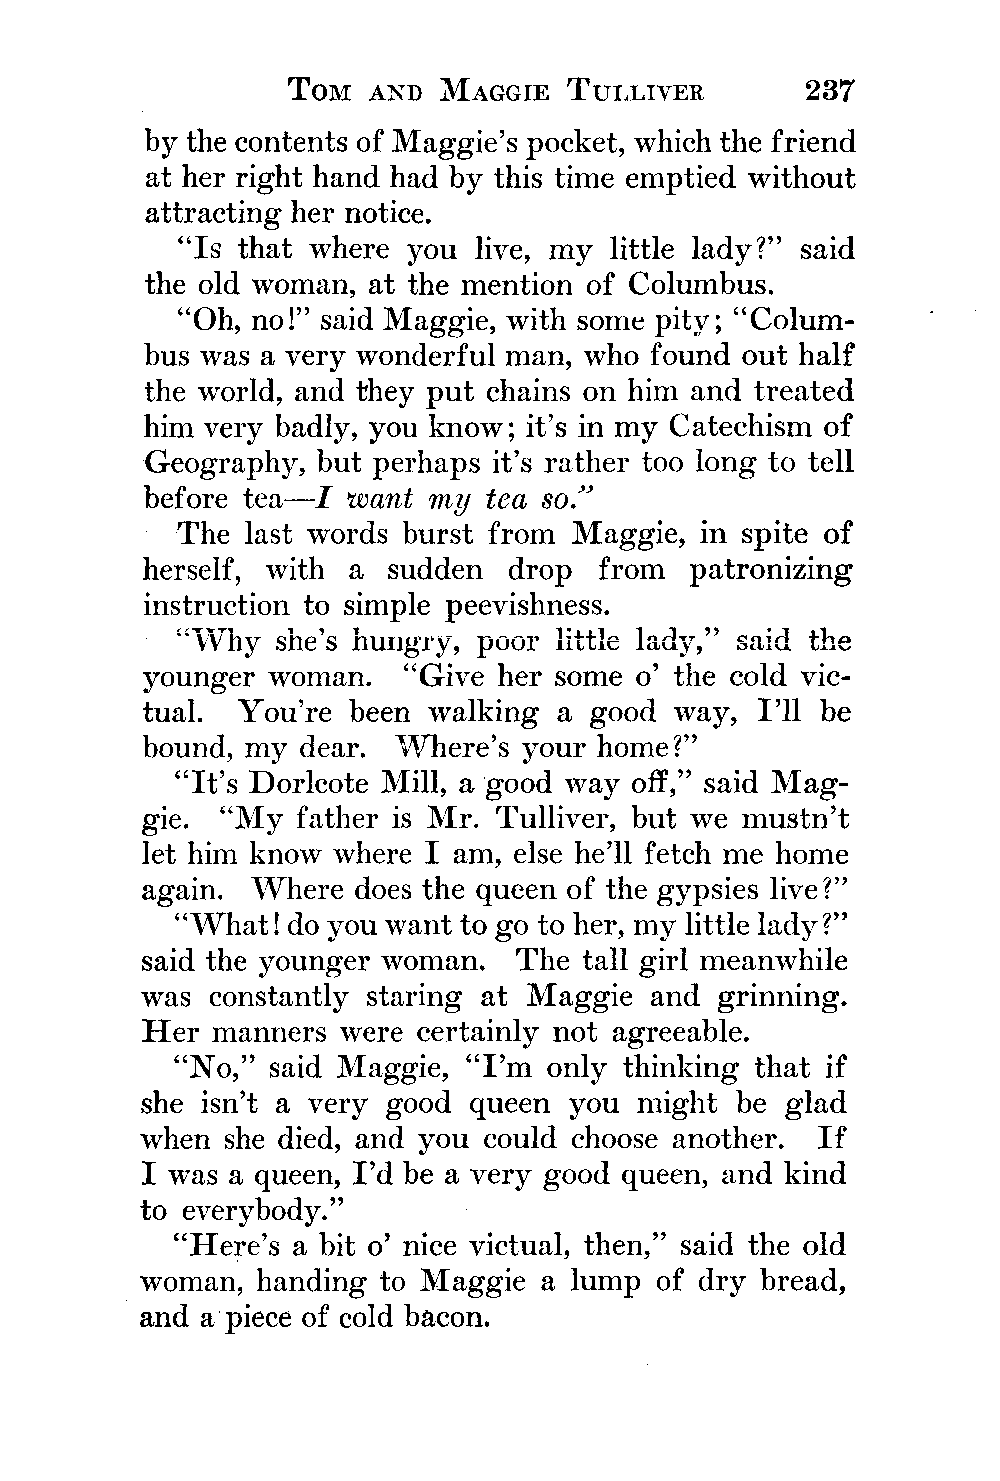 TOM AND MAGGIE TULLIVER 237
by the contents of Maggie's pocket, which the friend
at her right hand had by this time emptied without
attracting her notice.
"Is that where you live, my little lady?" said
the old woman, at the mention of Columbus.
"Oh, no!" said Maggie, with some pity; "Colum-
bus was a very wonderful man, who found out half
the world, and they put chains on him and treated
him very badly, you know; it's in my Catechism of
Geography, but perhaps it's rather too long to tell
before tea—I want my tea so."
The last words burst from Maggie, in spite of
herself, with a sudden drop from patronizing
instruction to simple peevishness.
"Why she's hungry, poor little lady," said the
younger woman. "Give her some o' the cold vic-
tual. You're been walking a good way, I'll be
bound, my dear. Where's your home?"
"It's Dorlcote Mill, a good way off," said Mag-
gie. "My father is Mr. Tulliver, but we mustn't
let him know where I am, else he'll fetch me home
again. Where does the queen of the gypsies live?"
"What! do you want to go to her, my little lady?"
said the younger woman. The tall girl meanwhile
was constantly staring at Maggie and grinning.
Her manners were certainly not agreeable.
"No," said Maggie, "I'm only thinking that if
she isn't a very good queen you might be glad
when she died, and you could choose another. If
I was a queen, I'd be a very good queen, and kind
to everybody."
"Here's a bit o' nice victual, then," said the old
woman, handing to Maggie a lump of dry bread,
and a piece of cold bacon.